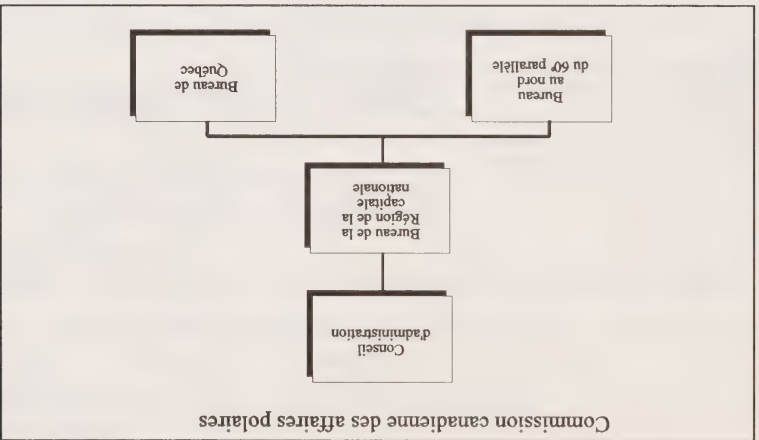 Commission canadienne des affaires polaires
Conseil
d'administration
Bureau de la
Région de la
capitale
nationale
Bureau
au nord
du 60e parallèle
Bureau de
Québec